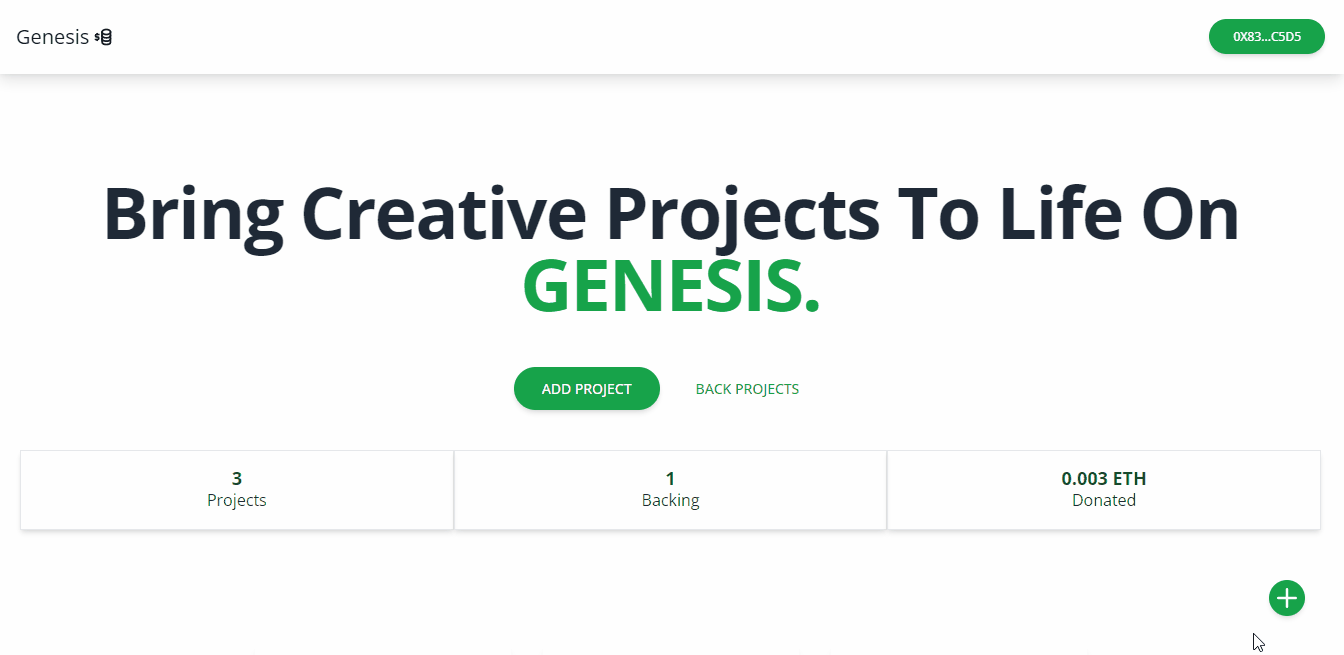 Genesis
0X83...C5D5
Bring Creative Projects To Life On
GENESIS.
ADD PROJECT
BACK PROJECTS
3
Projects
1
Backing
0.003 ETH
Donated